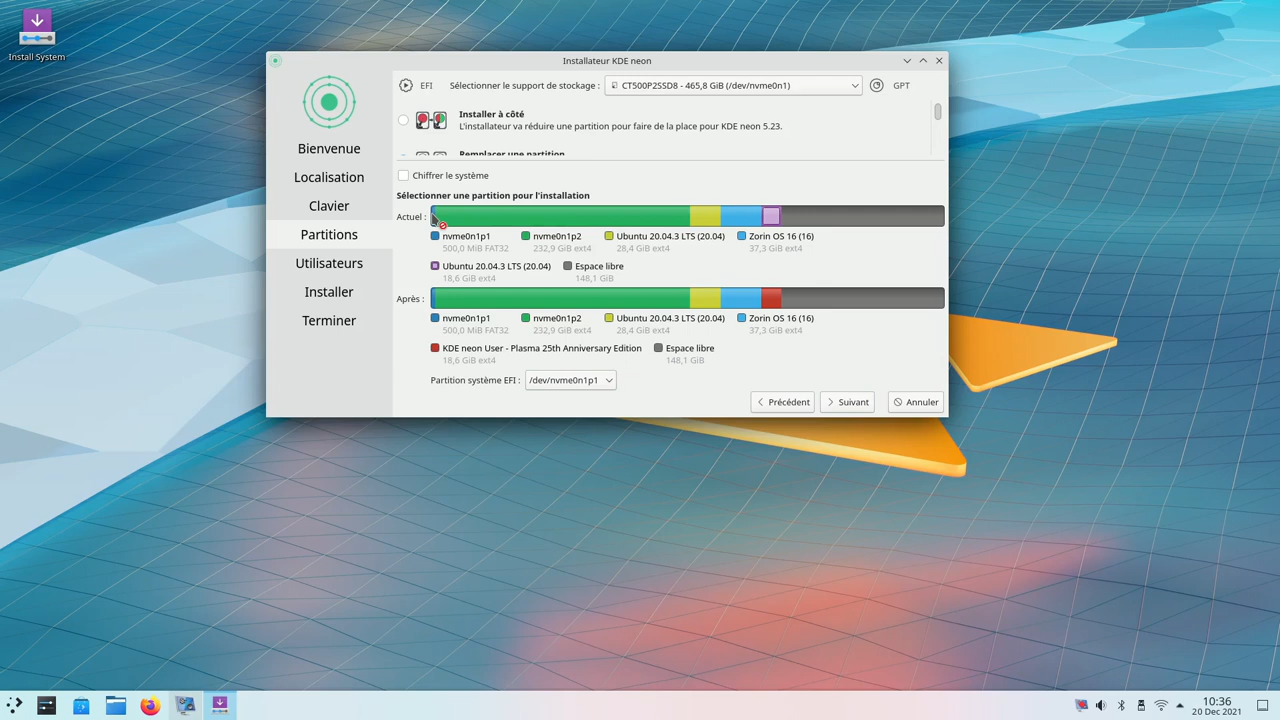 Install System
Installateur KDE neon
EFI Sélectionner le support de stockage : CT500P2SSD8 - 465,8 GiB (/dev/nvme0n1) GPT
Installer à côté
L'installateur va réduire une partition pour faire de la place pour KDE neon 5.23.
Remplacer une partition
Bienvenue
Localisation
Clavier
Partitions
Utilisateurs
Installer
Terminer
Chiffrer le système
Sélectionner une partition pour l'installation
Actuel :
nvme0n1p1 nvme0n1p2 Ubuntu 20.04.3 LTS (20.04) Zorin OS 16 (16)
500,0 MiB FAT32 232,9 GiB ext4 28,4 GiB ext4 37,3 GiB ext4
Ubuntu 20.04.3 LTS (20.04) Espace libre
18,6 GiB ext4 148,1 GiB
Après :
nvme0n1p1 nvme0n1p2 Ubuntu 20.04.3 LTS (20.04) Zorin OS 16 (16)
500,0 MiB FAT32 232,9 GiB ext4 28,4 GiB ext4 37,3 GiB ext4
KDE neon User - Plasma 25th Anniversary Edition Espace libre
18,6 GiB ext4 148,1 GiB
Partition système EFI : /dev/nvme0n1p1
Précédent Suivant Annuler
10:36
20 Dec 2021